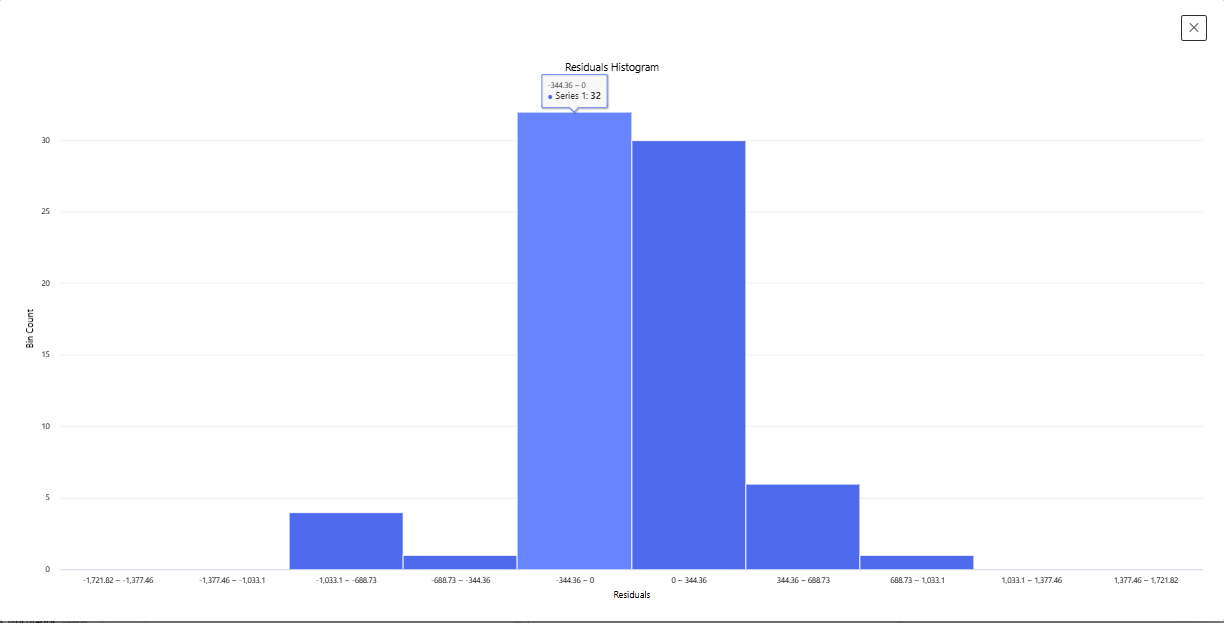 Residuals Histogram
-344.36 ~ 0
Series 1: 32
30
25
20
15
10
5
0
Bin Count
-1,721.82 ~ -1,377.46
-1,377.46 ~ -1,033.1
-1,033.1 ~ -688.73
-688.73 ~ -344.36
-344.36 ~ 0
0 ~ 344.36
344.36 ~ 688.73
688.73 ~ 1,033.1
1,033.1 ~ 1,377.46
1,377.46 ~ 1,721.82
Residuals